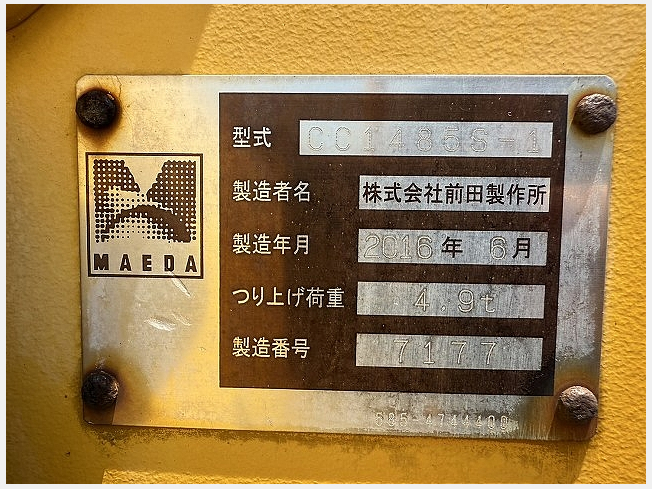 型式 CC1485S-1
製造者名 株式会社前田製作所
製造年月 2016年 6月
つり上げ荷重 4.9t
製造番号 7177
MAEDA
585-4744400